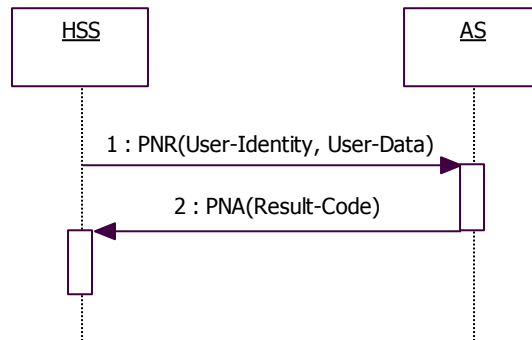 HSS
AS
1 : PNR(User-Identity, User-Data)
2 : PNA(Result-Code)